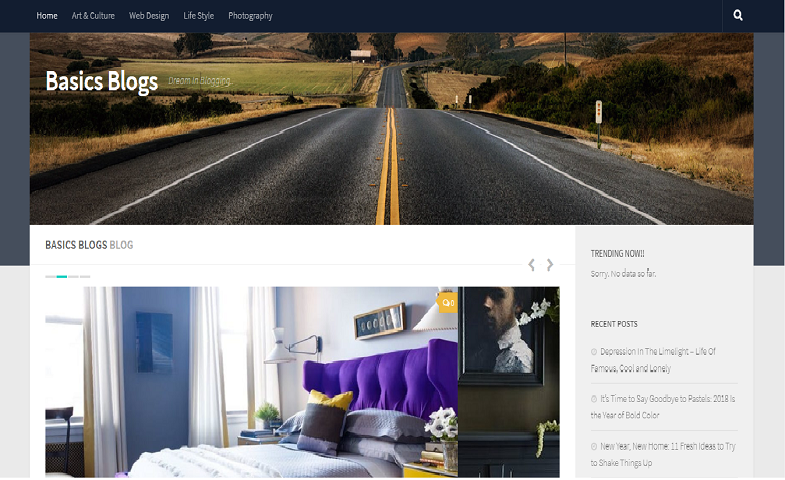 Home Art & Culture Web Design Life Style Photography
Basics Blogs Dream in Blogging
BASICS BLOGS BLOG
0
TRENDING NOW!!
Sorry. No data so far.
RECENT POSTS
Depression In The Limelight – Life Of
Famous, Cool and Lonely
It's Time to Say Goodbye to Pastels: 2018 Is
the Year of Bold Color
New Year, New Home: 11 Fresh Ideas to Try
to Shake Things Up